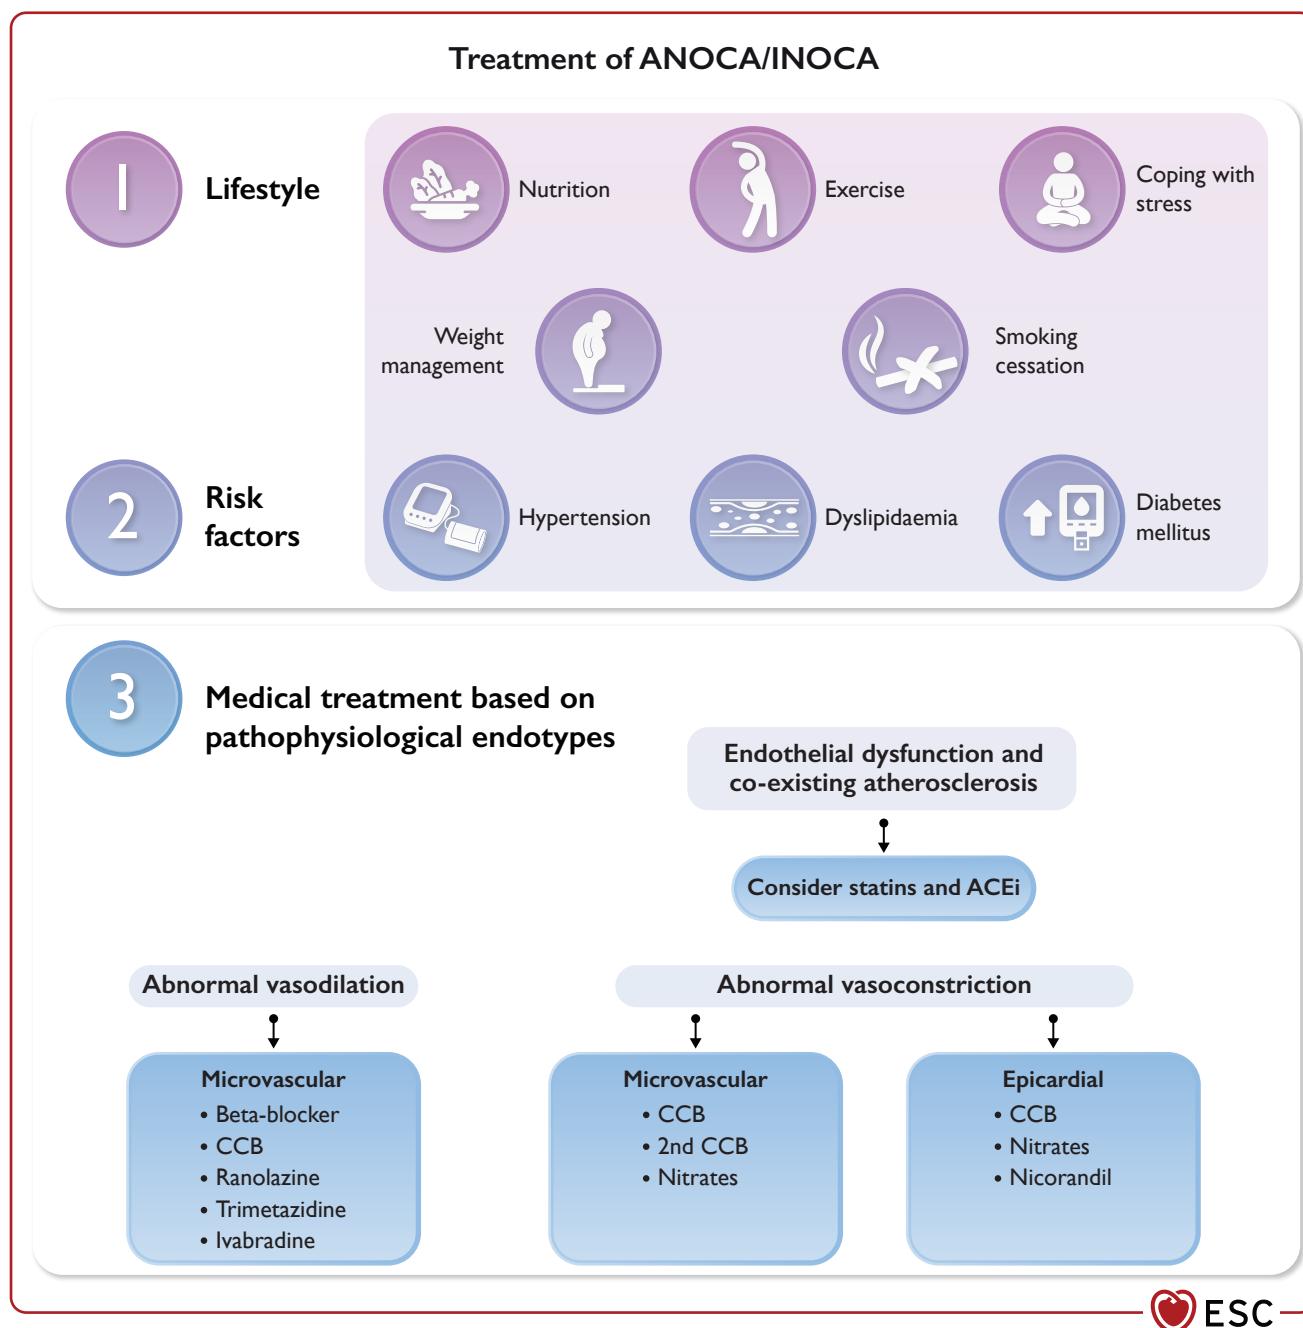 Treatment of ANOCA/INOCA
1
Lifestyle
Nutrition
Exercise
Coping with
stress
Weight
management
Smoking
cessation
2
Risk
factors
Hypertension
Dyslipidaemia
Diabetes
mellitus
3
Medical treatment based on
pathophysiological endotypes
Endothelial dysfunction and
co-existing atherosclerosis
Consider statins and ACEi
Abnormal vasodilation
Microvascular
• Beta-blocker
• CCB
• Ranolazine
• Trimetazidine
• Ivabradine
Abnormal vasoconstriction
Microvascular
• CCB
• 2nd CCB
• Nitrates
Epicardial
• CCB
• Nitrates
• Nicorandil
ESC